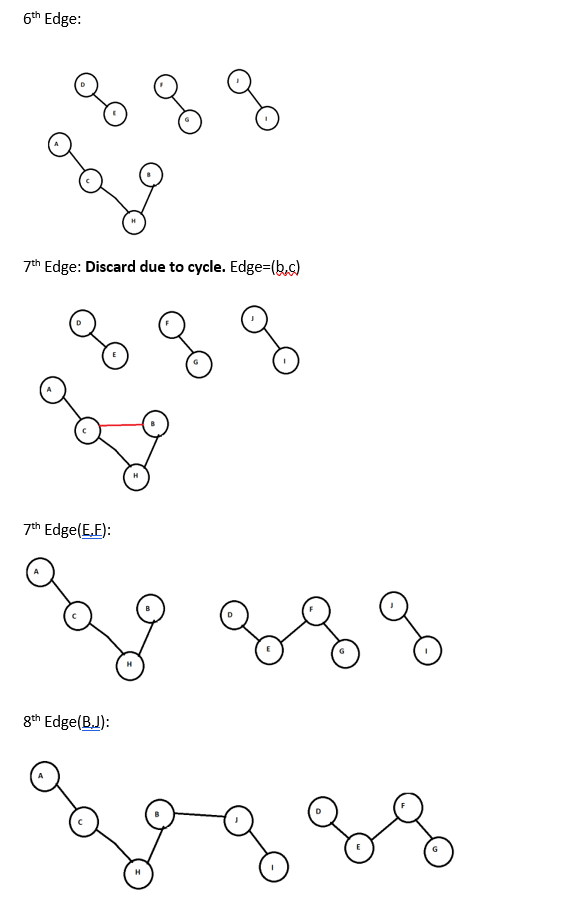 6th Edge:
D F J
E G I
A
C B
H
7th Edge: Discard due to cycle. Edge=(b,c)
D F J
E G I
A
C B
H
7th Edge(E,F):
A J
C B D F
H E G I
8th Edge(B,J):
A
C B J D F
H I E G